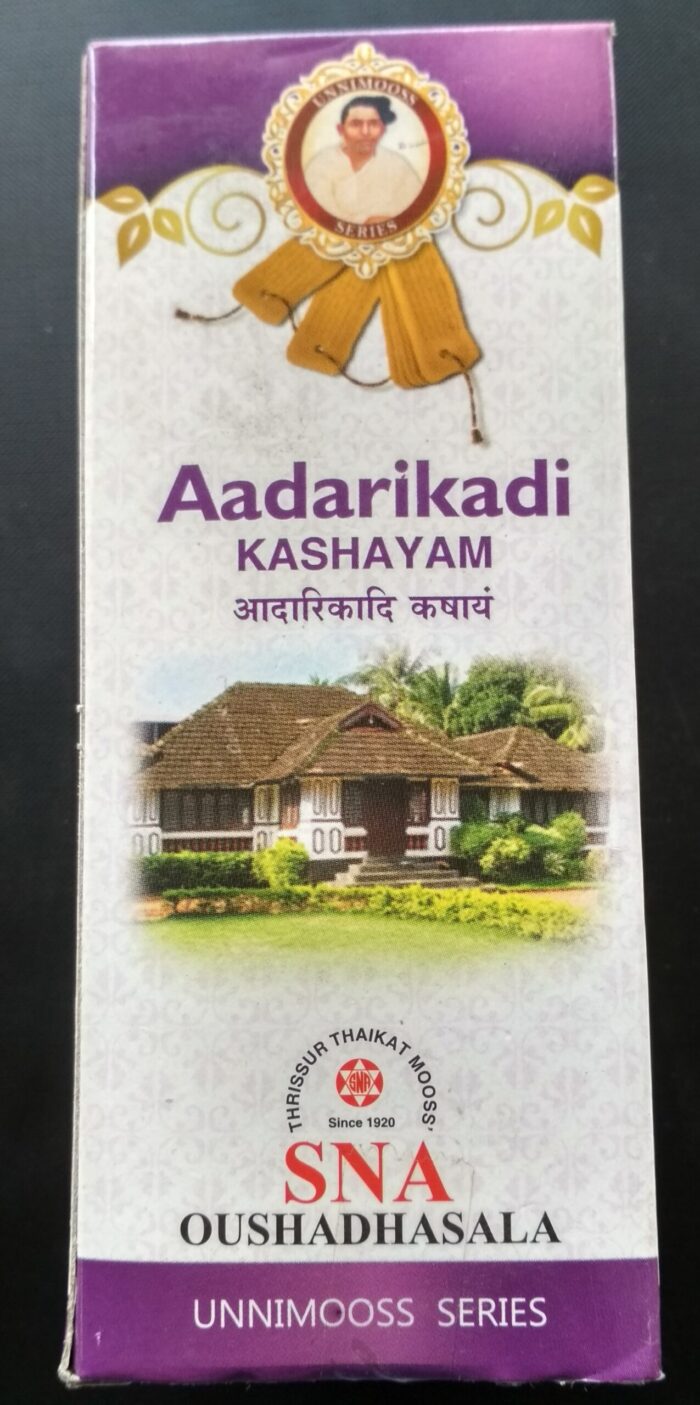 UNNIMOOSS
SERIES
Aadarikadi
KASHAYAM
आदारिकादि कषायं
THRISSUR THAIKAT MOOSS'
SNA
Since 1920
SNA
OUSHADHASALA
UNNIMOOSS SERIES